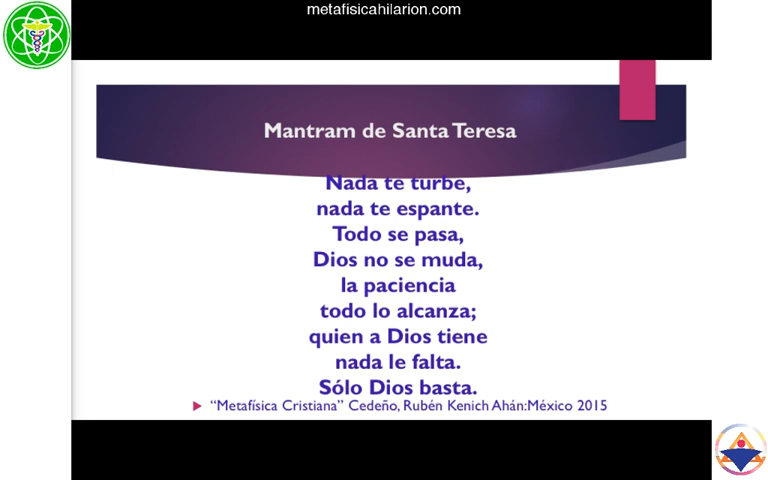 metafisicahilarion.com
Mantram de Santa Teresa
Nada te turbe,
nada te espante.
Todo se pasa,
Dios no se muda,
la paciencia
todo lo alcanza;
quien a Dios tiene
nada le falta.
Sólo Dios basta.
“Metafísica Cristiana” Cedeño, Rubén Kenich Ahán:México 2015